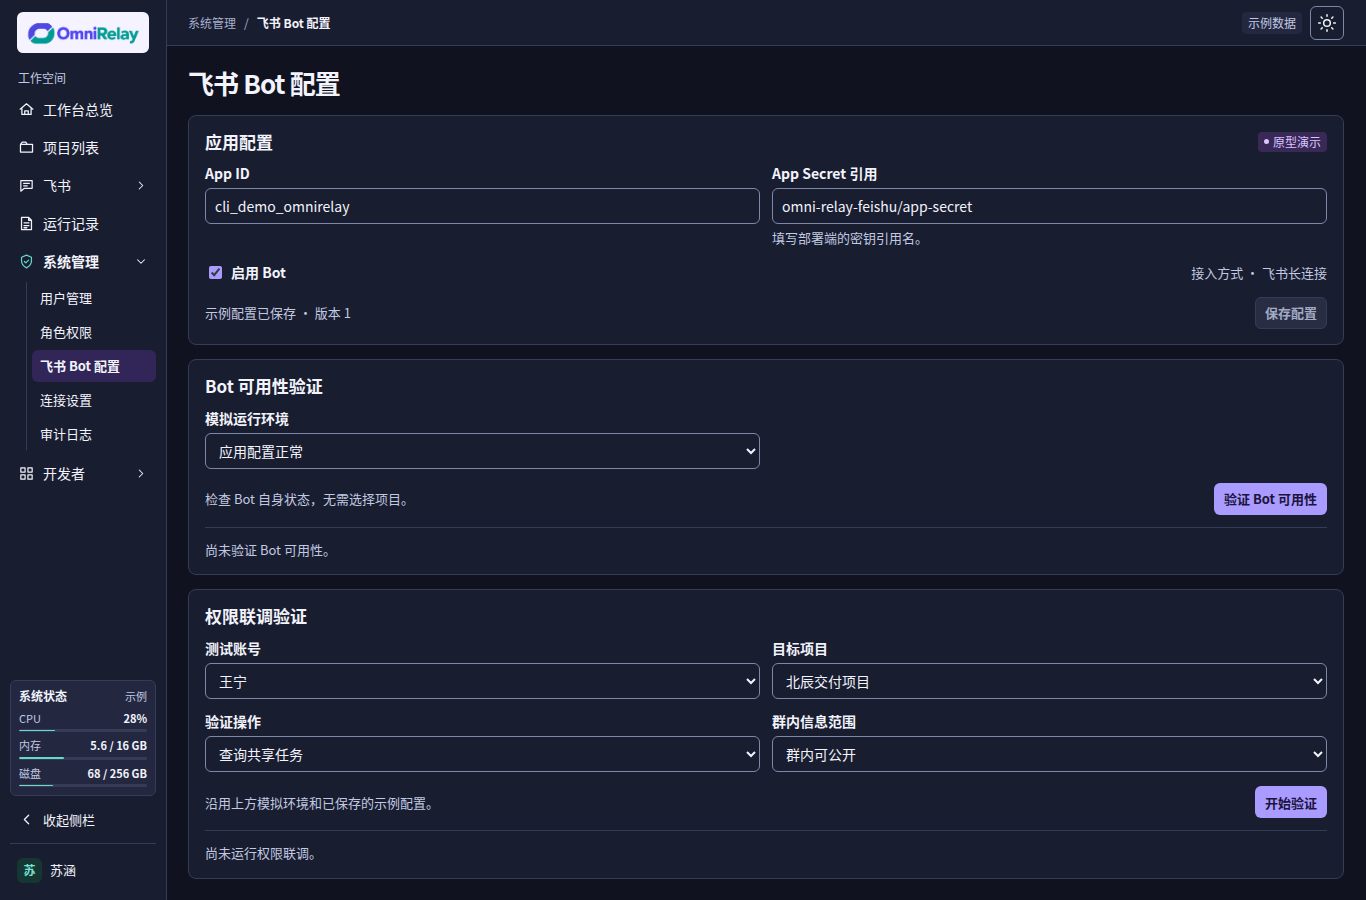 OmniRelay
工作空间
工作台总览
项目列表
飞书
运行记录
系统管理
用户管理
角色权限
飞书 Bot 配置
连接设置
审计日志
开发者
系统状态 示例
CPU 28%
内存 5.6 / 16 GB
磁盘 68 / 256 GB
收起侧栏
苏 苏涵
系统管理 / 飞书 Bot 配置 示例数据
飞书 Bot 配置
应用配置 原型演示
App ID App Secret 引用
cli_demo_omnirelay omni-relay-feishu/app-secret
填写部署端的密钥引用名。
启用 Bot 接入方式 • 飞书长连接
示例配置已保存 • 版本 1 保存配置
Bot 可用性验证
模拟运行环境
应用配置正常
检查 Bot 自身状态，无需选择项目。 验证 Bot 可用性
尚未验证 Bot 可用性。
权限联调验证
测试账号 目标项目
王宁 北辰交付项目
验证操作 群内信息范围
查询共享任务 群内可公开
沿用上方模拟环境和已保存的示例配置。 开始验证
尚未运行权限联调。